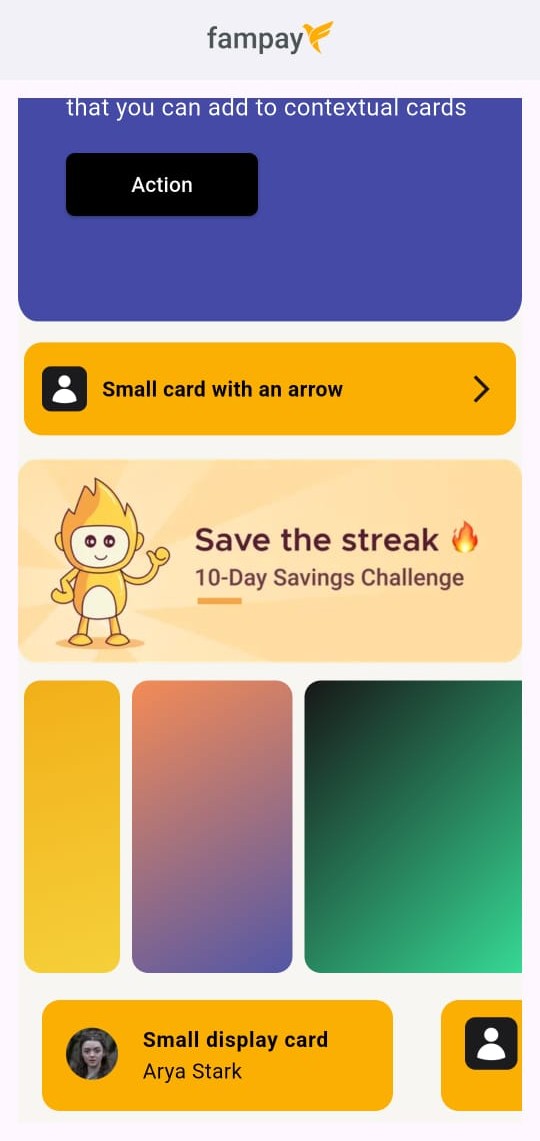 fampay
that you can add to contextual cards
Action
Small card with an arrow
Save the streak 🔥
10-Day Savings Challenge
Small display card
Arya Stark